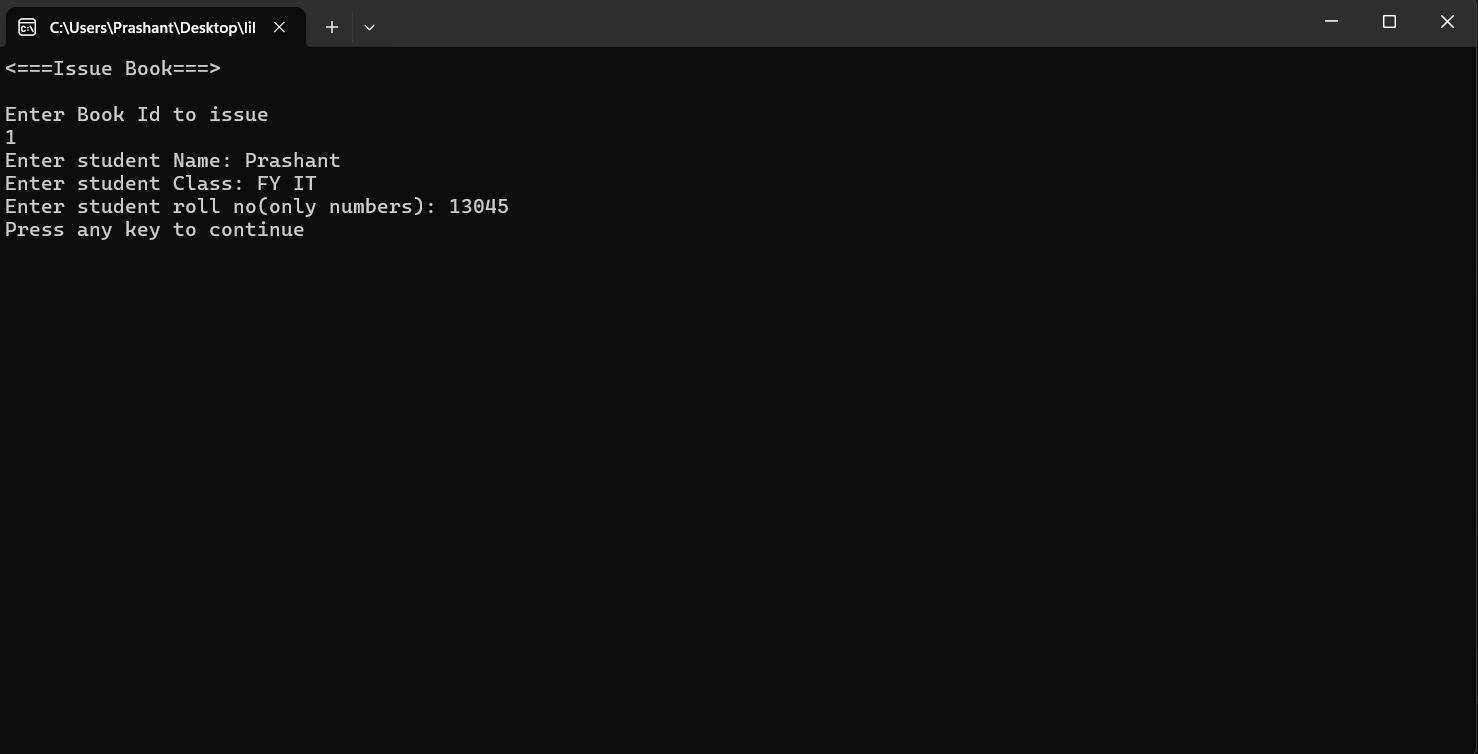 C:\Users\Prashant\Desktop\lil
<===Issue Book===>
Enter Book Id to issue
1
Enter student Name: Prashant
Enter student Class: FY IT
Enter student roll no(only numbers): 13045
Press any key to continue